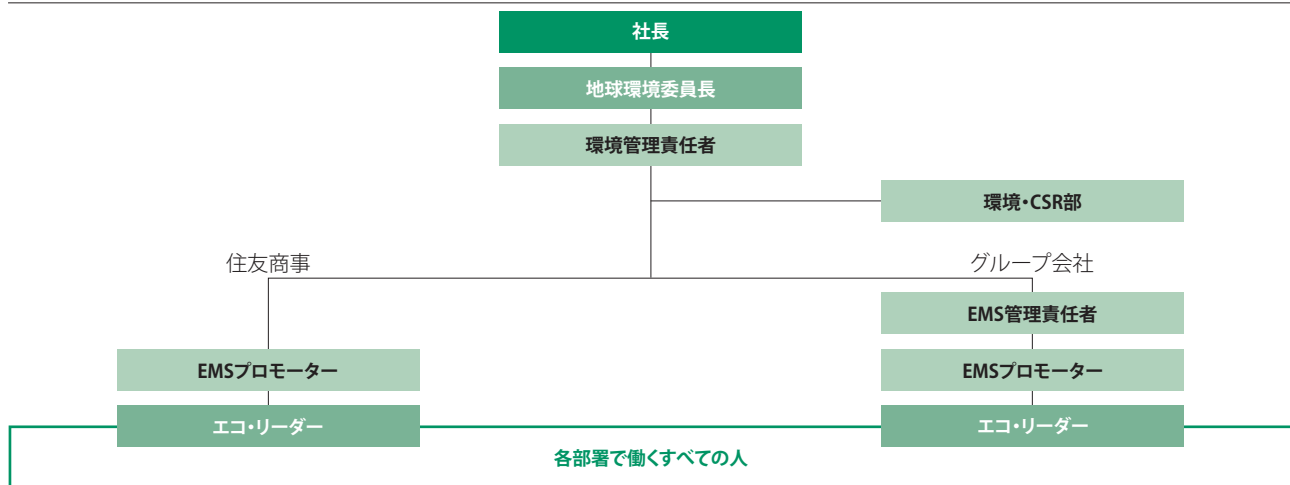 社長
地球環境委員長
環境管理責任者
環境・CSR部
住友商事
グループ会社
EMS管理責任者
EMSプロモーター
EMSプロモーター
エコ・リーダー
エコ・リーダー
各部署で働くすべての人